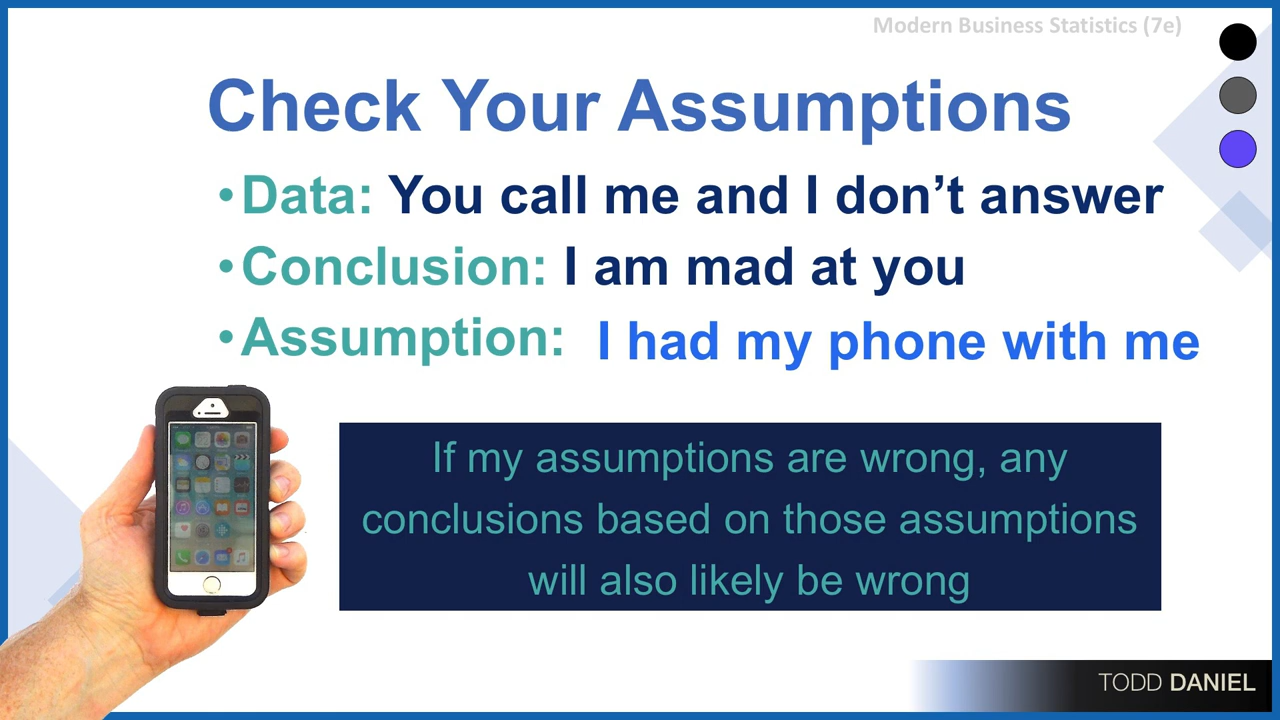 Modern Business Statistics (7e)
Check Your Assumptions
•Data: You call me and I don’t answer
•Conclusion: I am mad at you
•Assumption: I had my phone with me
If my assumptions are wrong, any
conclusions based on those assumptions
will also likely be wrong
TODD DANIEL